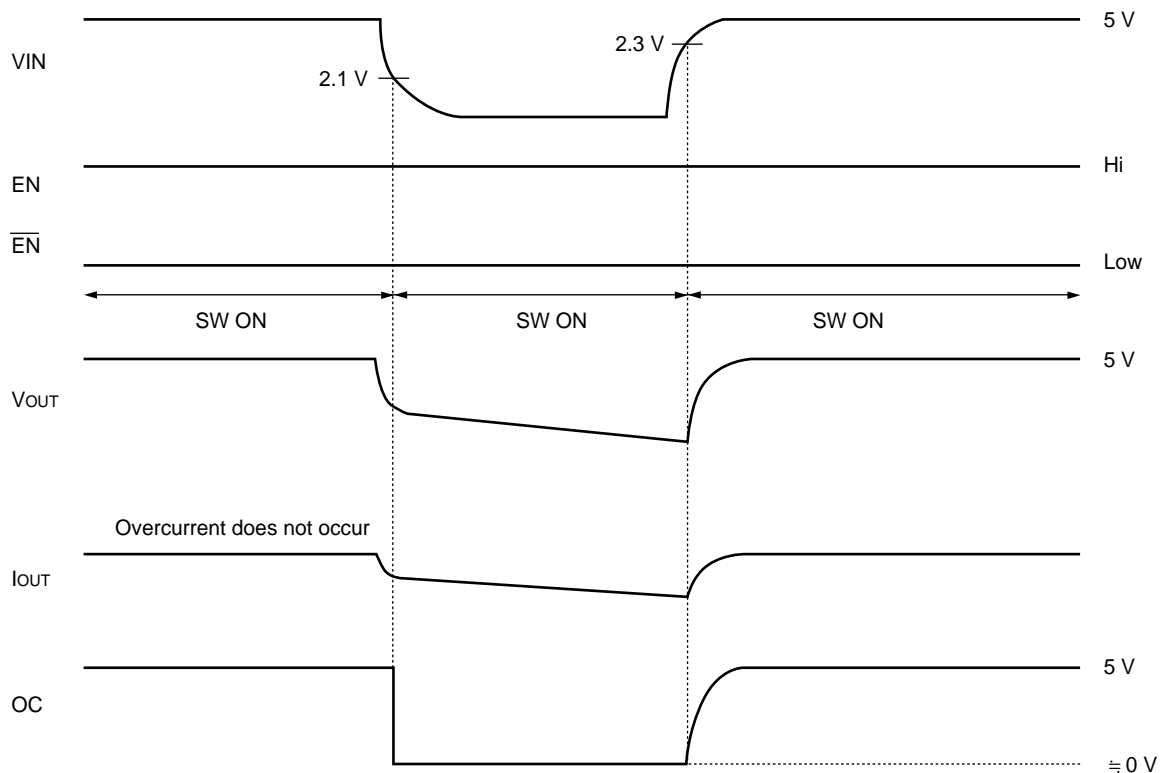 5 V
2.3 V
VIN
2.1 V
Hi
EN
E̅N̅
Low
SW ON SW ON SW ON
5 V
VOUT
Overcurrent does not occur
IOUT
5 V
OC
≒ 0 V